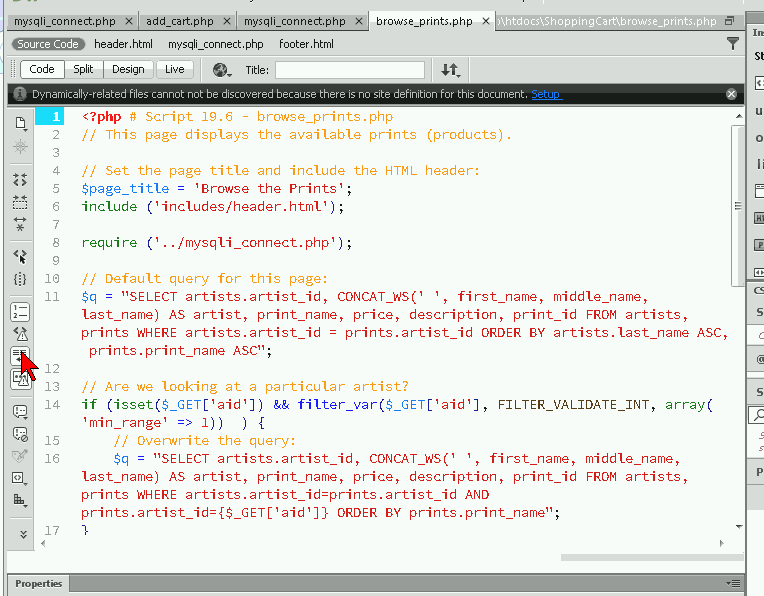 mysqli_connect.php × add_cart.php × mysqli_connect.php × browse_prints.php × \htdocs\ShoppingCart\browse_prints.php
Source Code header.html mysqli_connect.php footer.html
Code Split Design Live Title:
Dynamically-related files cannot not be discovered because there is no site definition for this document. Setup
1 <?php # Script 19.6 - browse_prints.php
2 // This page displays the available prints (products).
3
4 // Set the page title and include the HTML header:
5 $page_title = 'Browse the Prints';
6 include ('includes/header.html');
7
8 require ('../mysqli_connect.php');
9
10 // Default query for this page:
11 $q = "SELECT artists.artist_id, CONCAT_WS(' ', first_name, middle_name,
last_name) AS artist, print_name, price, description, print_id FROM artists,
prints WHERE artists.artist_id = prints.artist_id ORDER BY artists.last_name ASC,
prints.print_name ASC";
12
13 // Are we looking at a particular artist?
14 if (isset($_GET['aid']) && filter_var($_GET['aid'], FILTER_VALIDATE_INT, array(
'min_range' => 1))  ) {
15 // Overwrite the query:
16 $q = "SELECT artists.artist_id, CONCAT_WS(' ', first_name, middle_name,
last_name) AS artist, print_name, price, description, print_id FROM artists,
prints WHERE artists.artist_id=prints.artist_id AND
prints.artist_id={$_GET['aid']} ORDER BY prints.print_name";
17 }
Properties